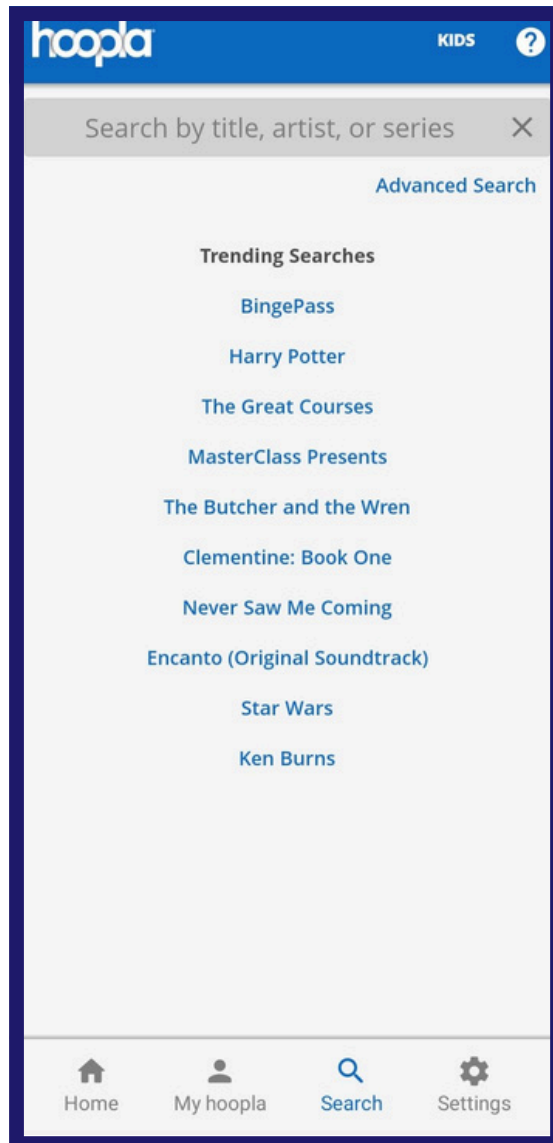 hoopla
KIDS
?
Search by title, artist, or series
Advanced Search
Trending Searches
BingePass
Harry Potter
The Great Courses
MasterClass Presents
The Butcher and the Wren
Clementine: Book One
Never Saw Me Coming
Encanto (Original Soundtrack)
Star Wars
Ken Burns
Home
My hoopla
Search
Settings